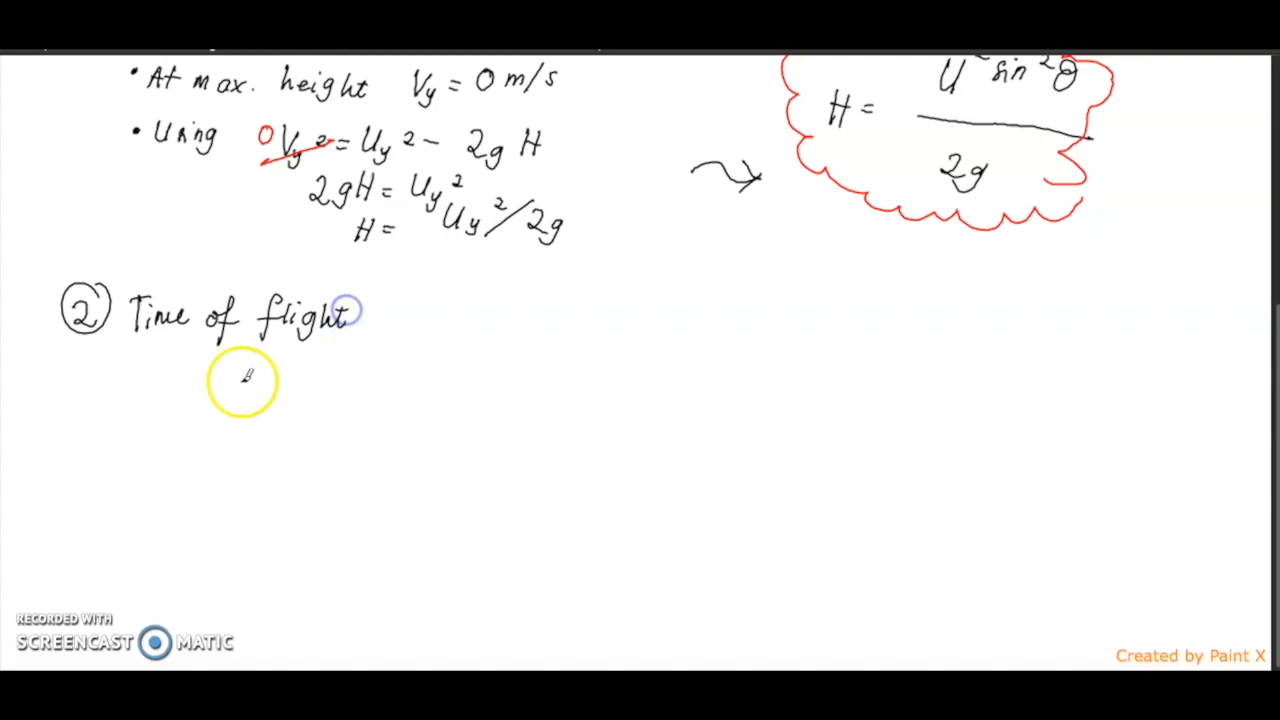 • At max. height Vy = 0 m/s
• Using 0 Vy² = Uy² - 2g H
2gH = Uy²
H = Uy²/2g
U² sin²θ
H =
2g
② Time of flight
RECORDED WITH
SCREENCAST MATIC
Created by Paint X